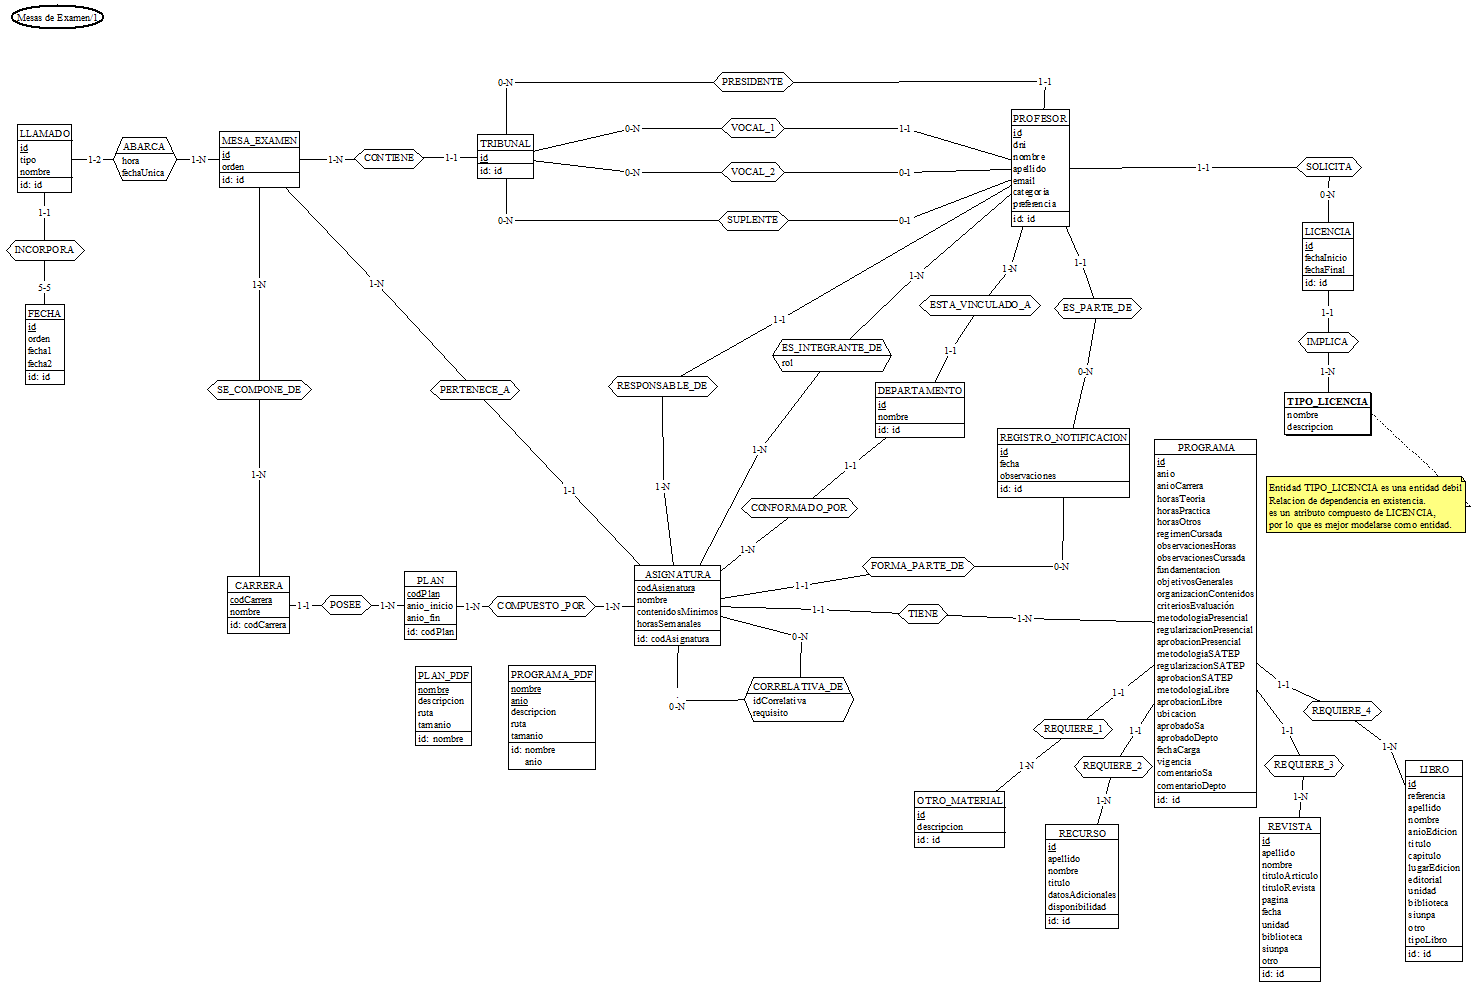 Mesas de Examen/1
0-N
PRESIDENTE
1-1
LLAMADO
id
tipo
nombre
id: id
1-2
ABARCA
hora
fechaUnica
1-N
MESA_EXAMEN
id
orden
id: id
1-N
CONTIENE
1-1
TRIBUNAL
id
id: id
0-N
VOCAL_1
1-1
0-N
VOCAL_2
0-1
0-N
SUPLENTE
0-1
PROFESOR
id
dni
nombre
apellido
email
categoria
preferencia
id: id
1-1
SOLICITA
0-N
LICENCIA
id
fechaInicio
fechaFinal
id: id
1-1
IMPLICA
1-N
TIPO_LICENCIA
nombre
descripcion
Entidad TIPO_LICENCIA es una entidad debil
Relacion de dependencia en existencia.
es un atributo compuesto de LICENCIA,
por lo que es mejor modelarse como entidad.
1-1
INCORPORA
5-5
FECHA
id
orden
fecha1
fecha2
id: id
1-N
SE_COMPONE_DE
1-N
1-N
PERTENECE_A
1-1
1-1
RESPONSABLE_DE
1-N
1-N
ES_INTEGRANTE_DE
rol
1-N
1-N
ESTA_VINCULADO_A
1-1
DEPARTAMENTO
id
nombre
id: id
1-1
CONFORMADO_POR
1-N
1-1
ES_PARTE_DE
0-N
REGISTRO_NOTIFICACION
id
fecha
observaciones
id: id
0-N
FORMA_PARTE_DE
1-1
CARRERA
codCarrera
nombre
id: codCarrera
1-1
POSEE
1-N
PLAN
codPlan
anio_inicio
anio_fin
id: codPlan
1-N
COMPUESTO_POR
1-N
ASIGNATURA
codAsignatura
nombre
contenidosMinimos
horasSemanales
id: codAsignatura
1-1
TIENE
1-N
0-N
CORRELATIVA_DE
idCorrelativa
requisito
0-N
PLAN_PDF
nombre
descripcion
ruta
tamanio
id: nombre
PROGRAMA_PDF
nombre
anio
descripcion
ruta
tamanio
id: nombre
anio
PROGRAMA
id
anio
anioCarrera
horasTeoria
horasPractica
horasOtros
regimenCursada
observacionesHoras
observacionesCursada
fundamentacion
objetivosGenerales
organizacionContenidos
criteriosEvaluación
metodologiaPresencial
regularizacionPresencial
aprobacionPresencial
metodologiaSATEP
regularizacionSATEP
aprobacionSATEP
metodologiaLibre
aprobacionLibre
ubicacion
aprobadoSa
aprobadoDepto
fechaCarga
vigencia
comentarioSa
comentarioDepto
id: id
1-1
REQUIERE_1
1-N
OTRO_MATERIAL
id
descripcion
id: id
1-1
REQUIERE_2
1-N
RECURSO
id
apellido
nombre
titulo
datosAdicionales
disponibilidad
id: id
1-1
REQUIERE_3
1-N
REVISTA
id
apellido
nombre
tituloArticulo
tituloRevista
pagina
fecha
unidad
biblioteca
siunpa
otro
id: id
1-1
REQUIERE_4
1-N
LIBRO
id
referencia
apellido
nombre
anioEdicion
titulo
capitulo
lugarEdicion
editorial
unidad
biblioteca
siunpa
otro
tipoLibro
id: id